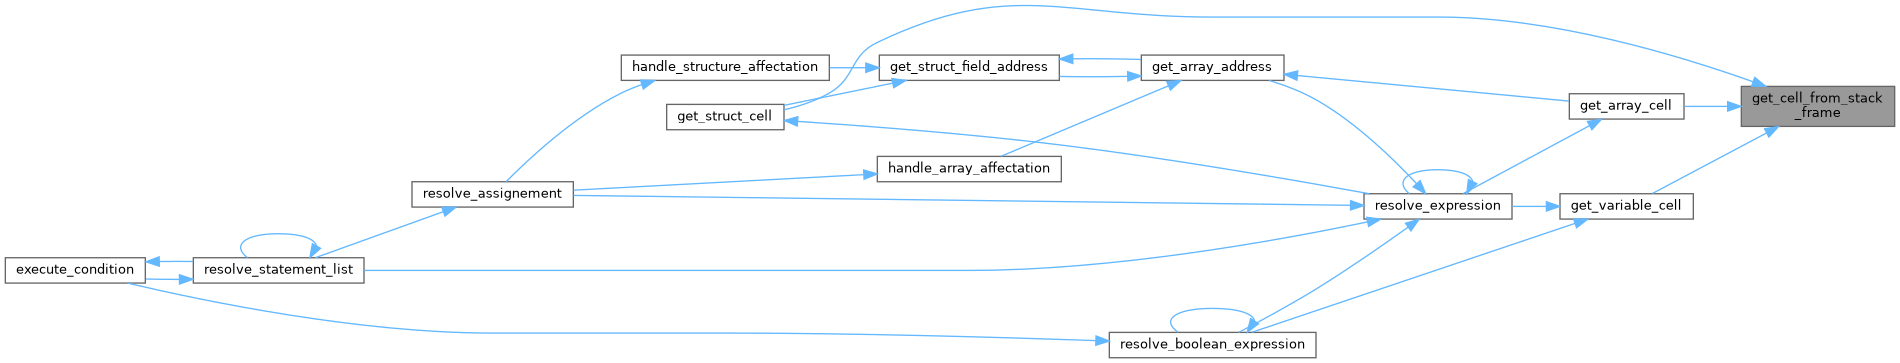 handle_structure_affectation
get_struct_field_address
get_array_address
get_cell_from_stack
_frame
get_array_cell
get_struct_cell
handle_array_affectation
resolve_assignement
resolve_expression
get_variable_cell
execute_condition
resolve_statement_list
resolve_boolean_expression